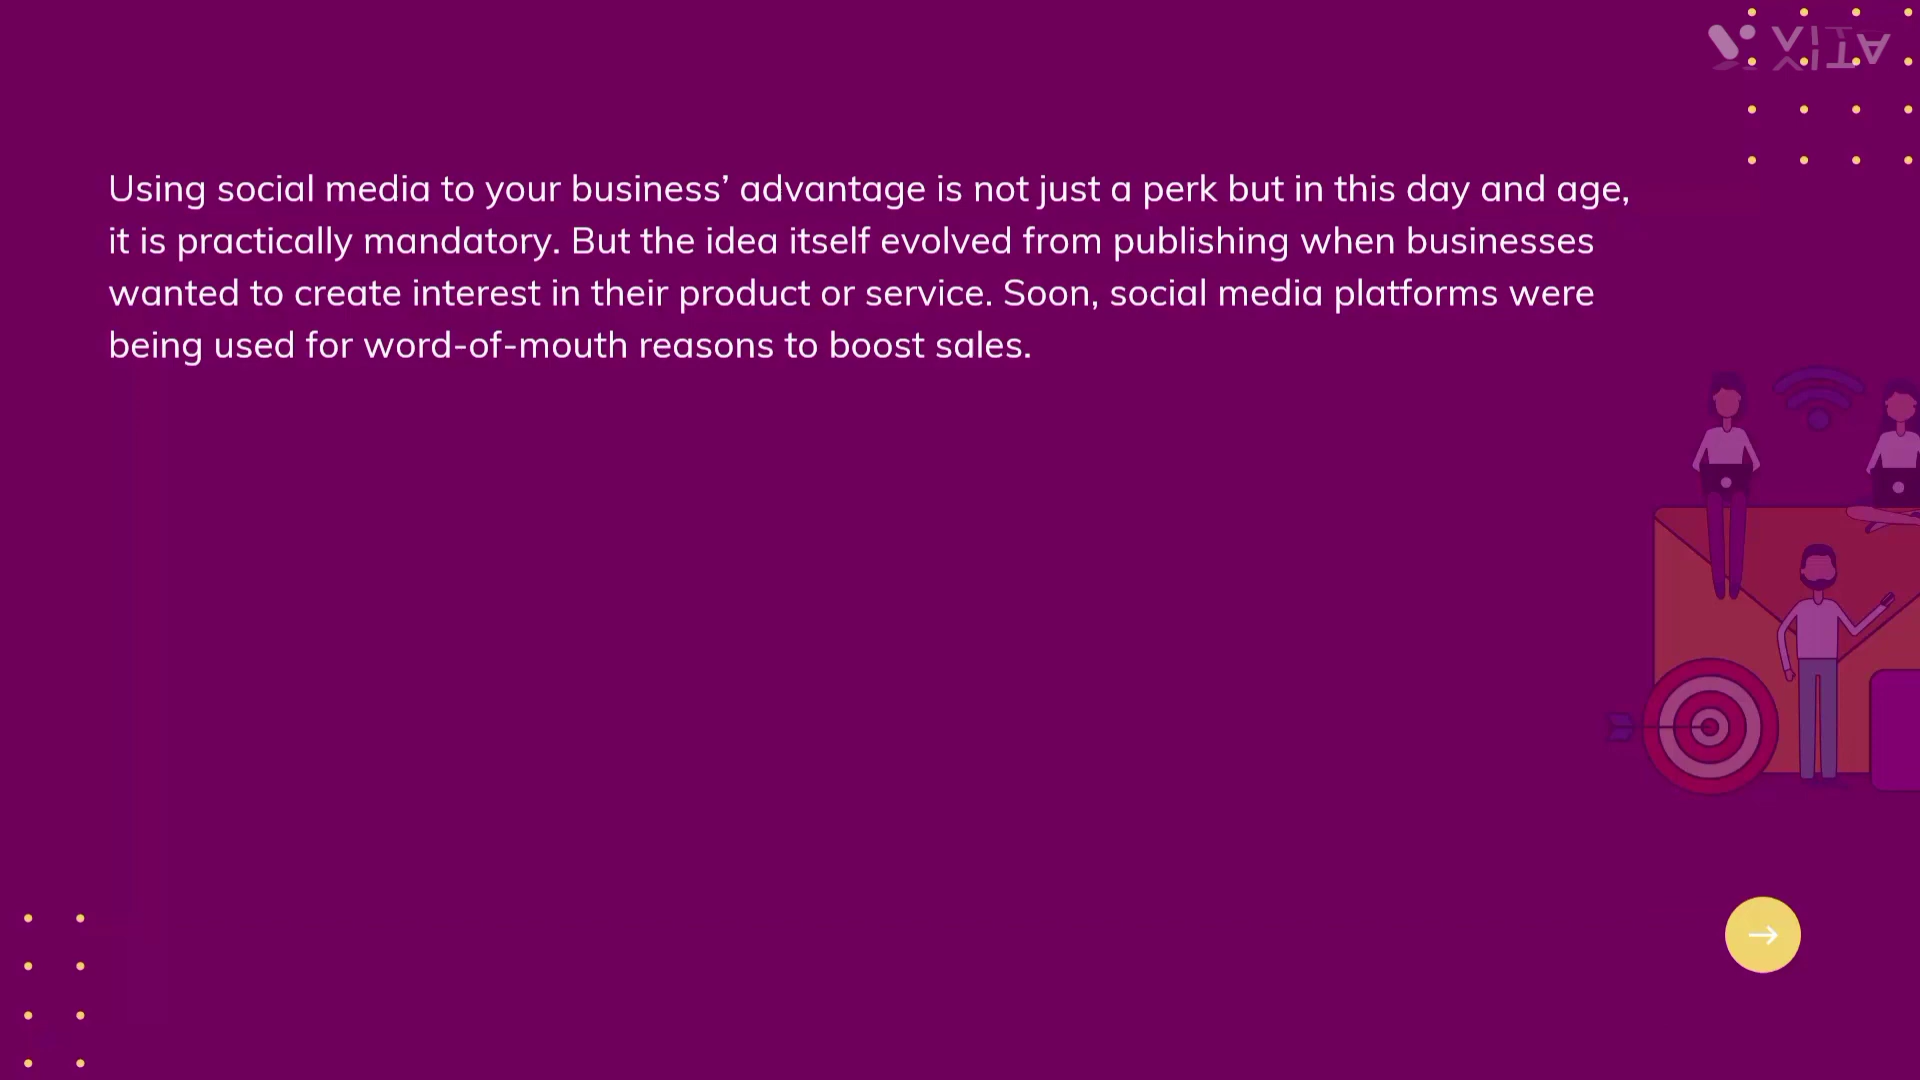 VITA
Using social media to your business’ advantage is not just a perk but in this day and age,
it is practically mandatory. But the idea itself evolved from publishing when businesses
wanted to create interest in their product or service. Soon, social media platforms were
being used for word-of-mouth reasons to boost sales.